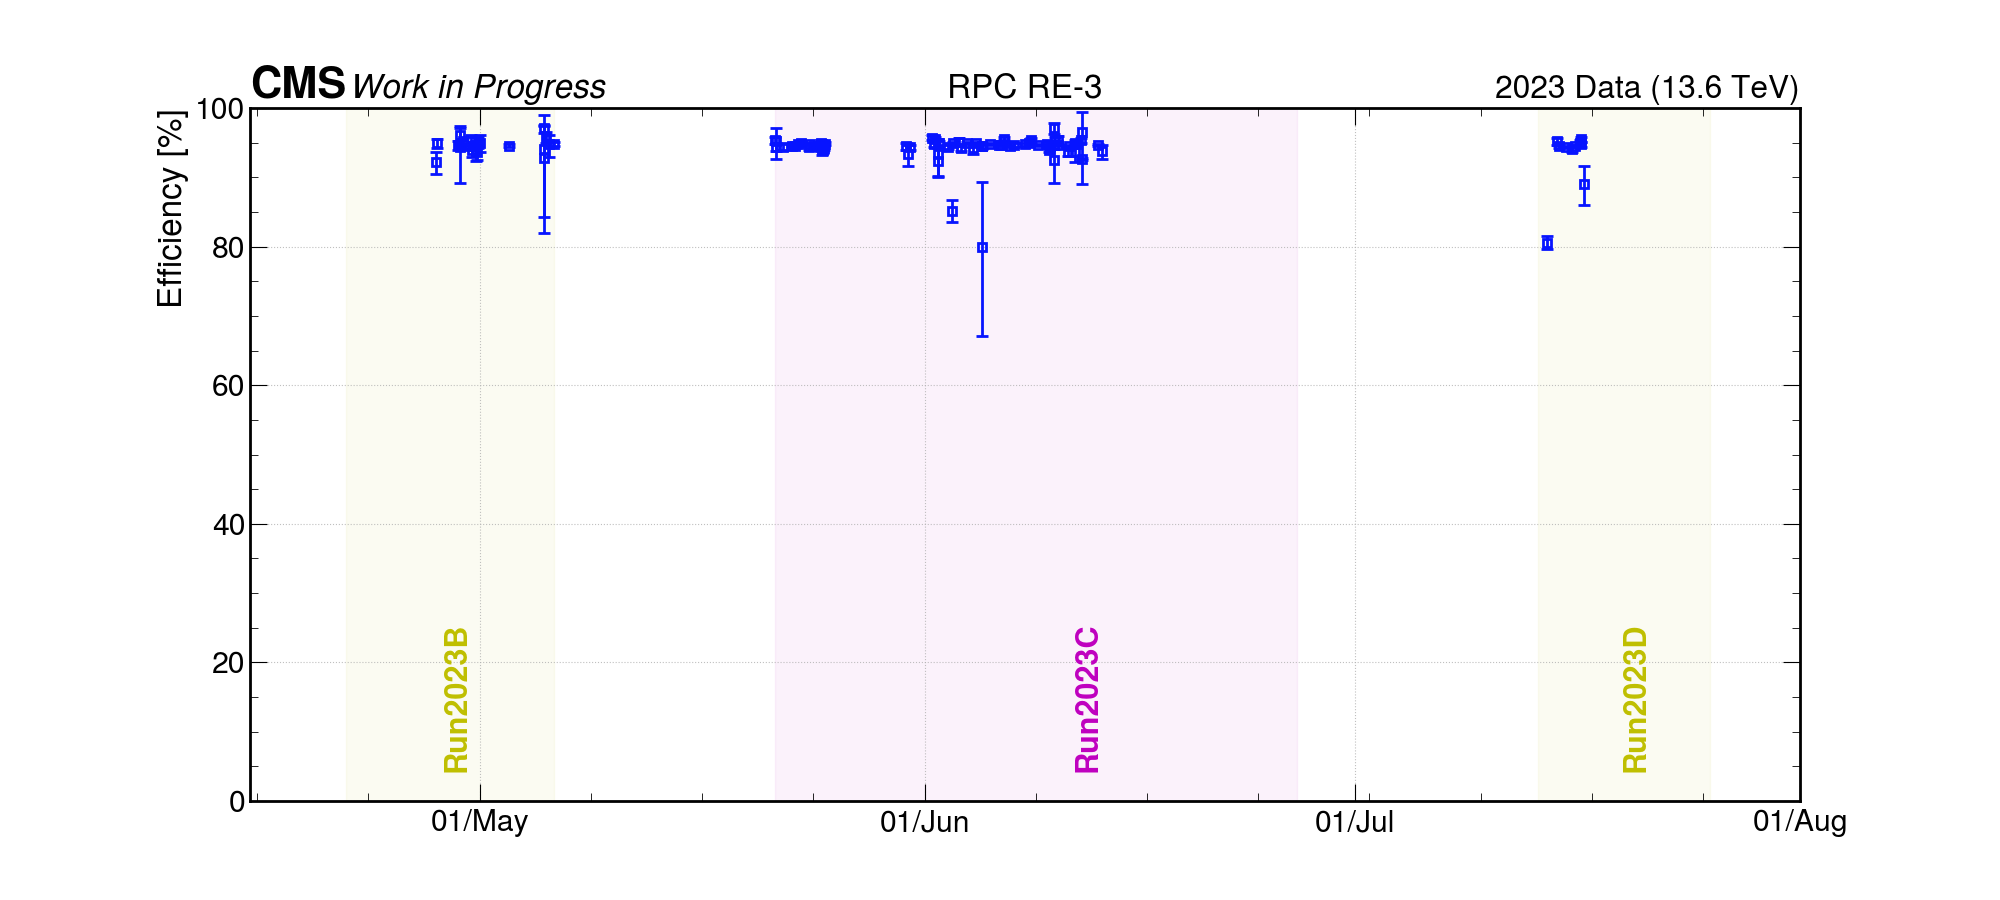 CMS Work in Progress RPC RE-3 2023 Data (13.6 TeV)
Efficiency [%]
100
80
60
40
20
0
Run2023B
Run2023C
Run2023D
01/May 01/Jun 01/Jul 01/Aug